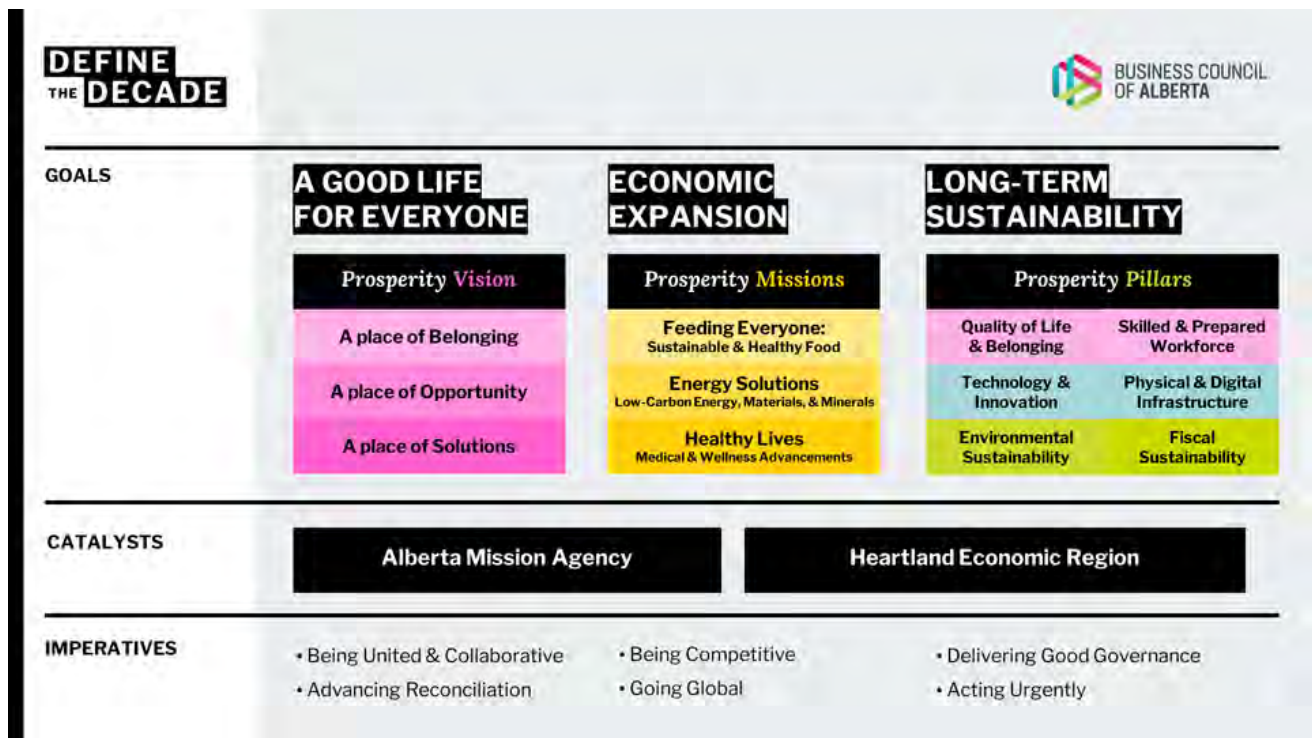 DEFINE
THE DECADE
BUSINESS COUNCIL
OF ALBERTA
GOALS
A GOOD LIFE
FOR EVERYONE
ECONOMIC
EXPANSION
LONG-TERM
SUSTAINABILITY
Prosperity Vision
A place of Belonging
A place of Opportunity
A place of Solutions
Prosperity Missions
Feeding Everyone:
Sustainable & Healthy Food
Energy Solutions
Low-Carbon Energy, Materials, & Minerals
Healthy Lives
Medical & Wellness Advancements
Prosperity Pillars
Quality of Life
& Belonging
Skilled & Prepared
Workforce
Technology &
Innovation
Physical & Digital
Infrastructure
Environmental
Sustainability
Fiscal
Sustainability
CATALYSTS
Alberta Mission Agency
Heartland Economic Region
IMPERATIVES
• Being United & Collaborative
• Advancing Reconciliation
• Being Competitive
• Going Global
• Delivering Good Governance
• Acting Urgently